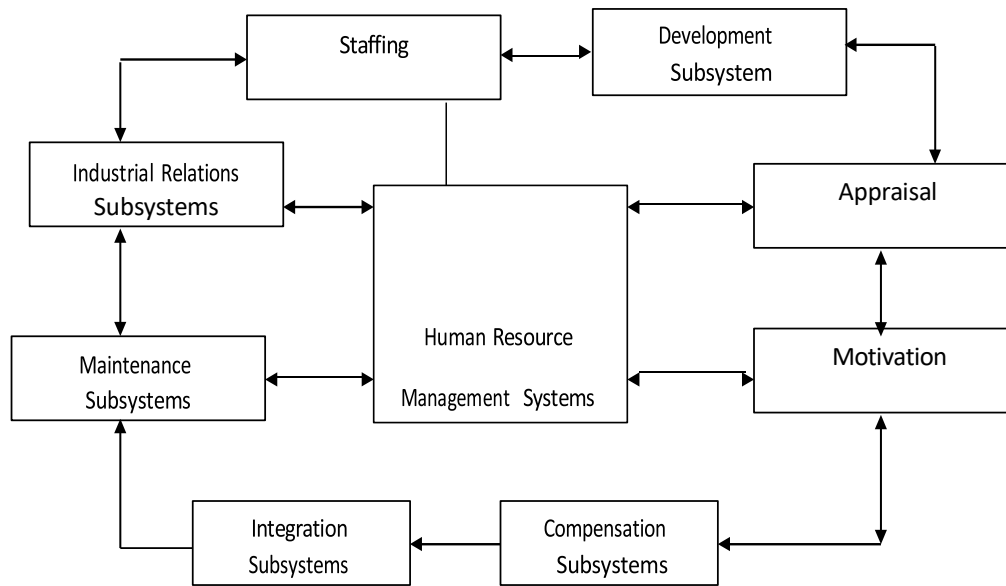 Staffing
Development
Subsystem
Industrial Relations
Subsystems
Appraisal
Human Resource
Management Systems
Maintenance
Subsystems
Motivation
Integration
Subsystems
Compensation
Subsystems